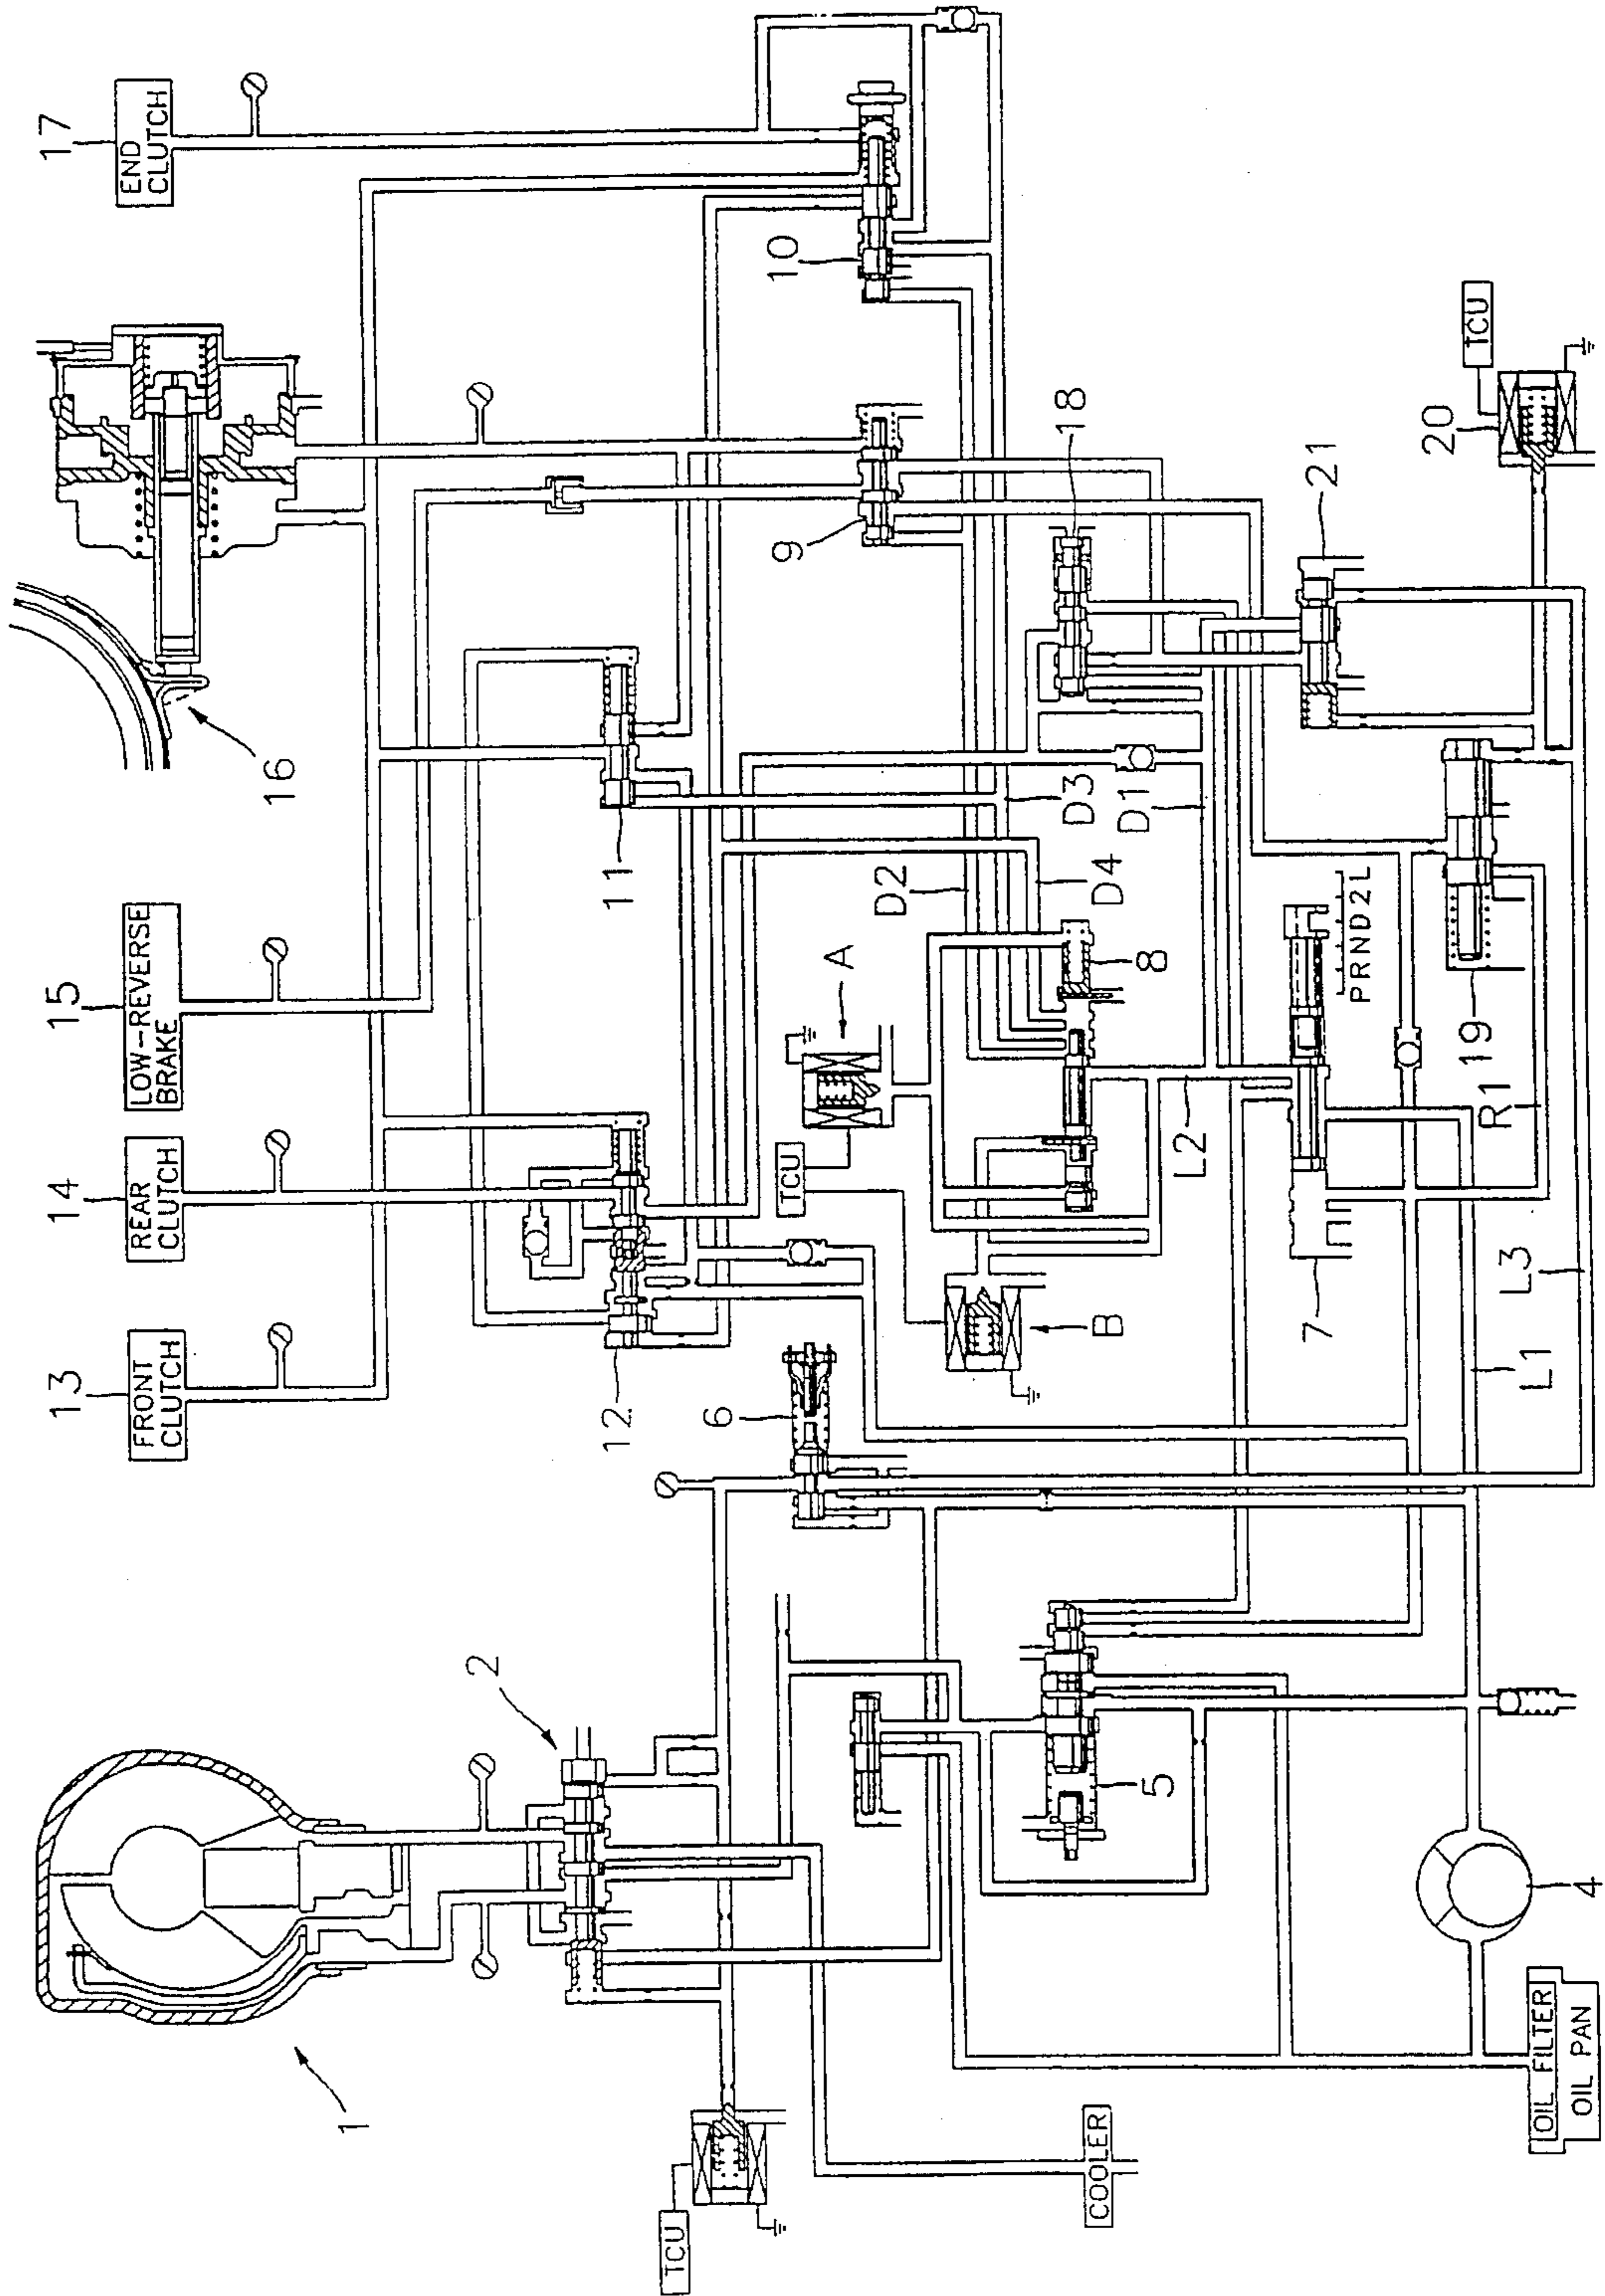 1
2
13
FRONT
CLUTCH
14
REAR
CLUTCH
15
LOW-REVERSE
BRAKE
16
17
END
CLUTCH
12
11
9
10
6
TCU
A
B
TCU
8
D2
D4
D3
D1
18
L2
5
7
PRND2L
21
20
TCU
19
R1
L1
L3
4
COOLER
OIL FILTER
OIL PAN